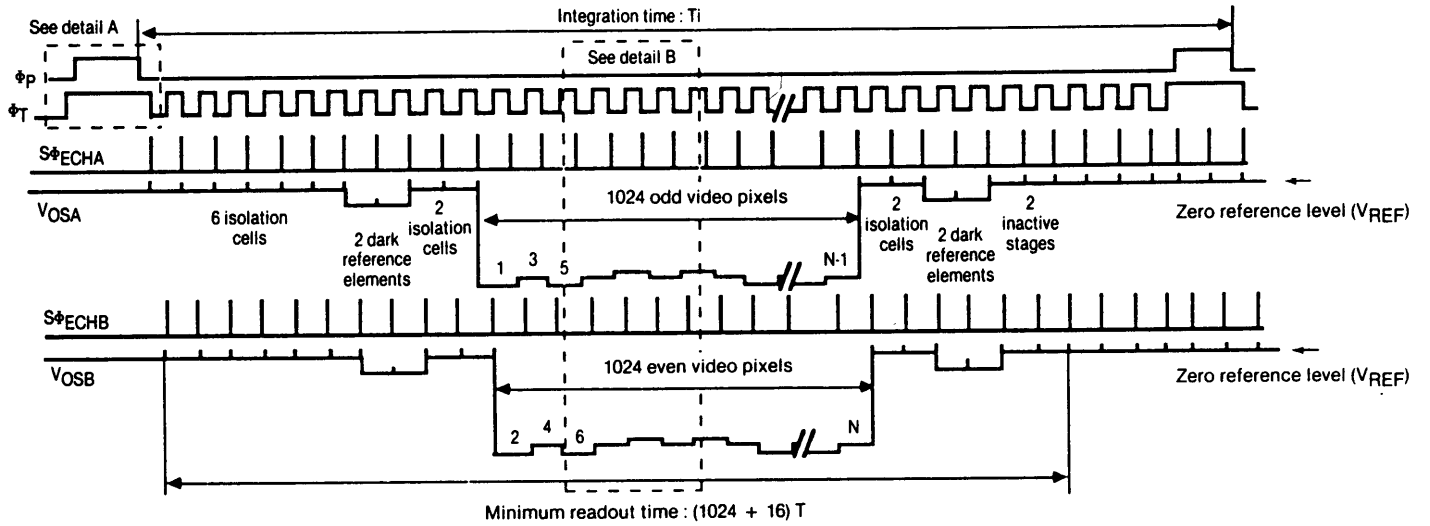 Integration time : Ti
See detail A
See detail B
ΦP
ΦT
SΦECHA
VOSA
6 isolation
cells
2 dark
reference
elements
2
isolation
cells
1024 odd video pixels
1 3 5 N-1
2
isolation
cells
2 dark
reference
elements
2
inactive
stages
Zero reference level (VREF)
SΦECHB
VOSB
1024 even video pixels
2 4 6 N
Zero reference level (VREF)
Minimum readout time : (1024 + 16) T